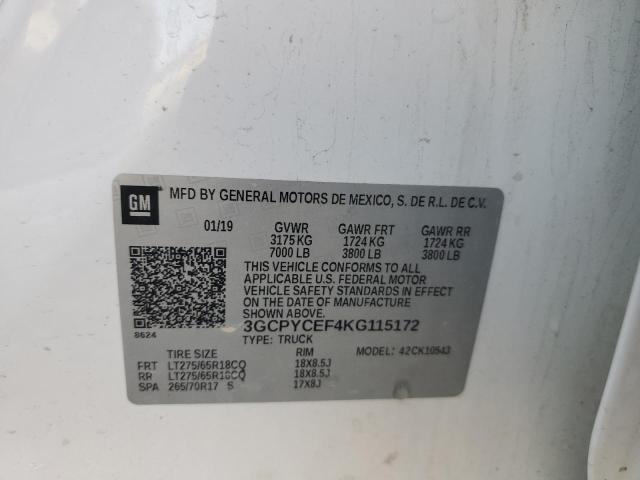 GM
MFD BY GENERAL MOTORS DE MEXICO, S. DE R.L. DE C.V.
01/19 GVWR GAWR FRT GAWR RR
3175 KG 1724 KG 1724 KG
7000 LB 3800 LB 3800 LB
THIS VEHICLE CONFORMS TO ALL
APPLICABLE U.S. FEDERAL MOTOR
VEHICLE SAFETY STANDARDS IN EFFECT
ON THE DATE OF MANUFACTURE
SHOWN ABOVE.
3GCPYCEF4KG115172
8624 TYPE: TRUCK
TIRE SIZE RIM MODEL: 42CK10543
FRT LT275/65R18CQ 18X8.5J
RR LT275/65R18CQ 18X8.5J
SPA 265/70R17 S 17X8J